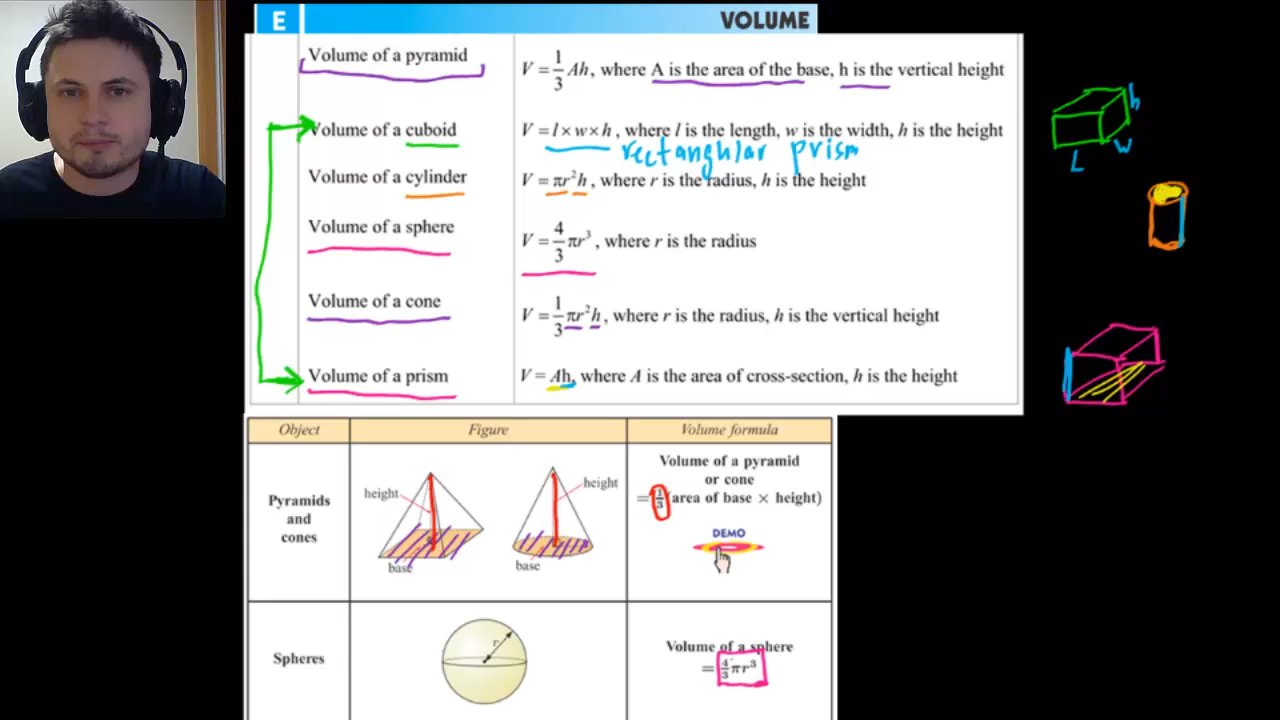 E VOLUME
Volume of a pyramid V = 1/3 Ah, where A is the area of the base, h is the vertical height
Volume of a cuboid V = l × w × h , where l is the length, w is the width, h is the height
rectanghlar prism
Volume of a cylinder V = πr²h , where r is the radius, h is the height
Volume of a sphere V = 4/3 πr³ , where r is the radius
Volume of a cone V = 1/3 πr²h , where r is the radius, h is the vertical height
Volume of a prism V = Ah, where A is the area of cross-section, h is the height
h
w
L
Object Figure Volume formula
Pyramids
and
cones
height
base
height
base
Volume of a pyramid
or cone
= 1/3 (area of base × height)
DEMO
Spheres
r
Volume of a sphere
= 4/3 πr³